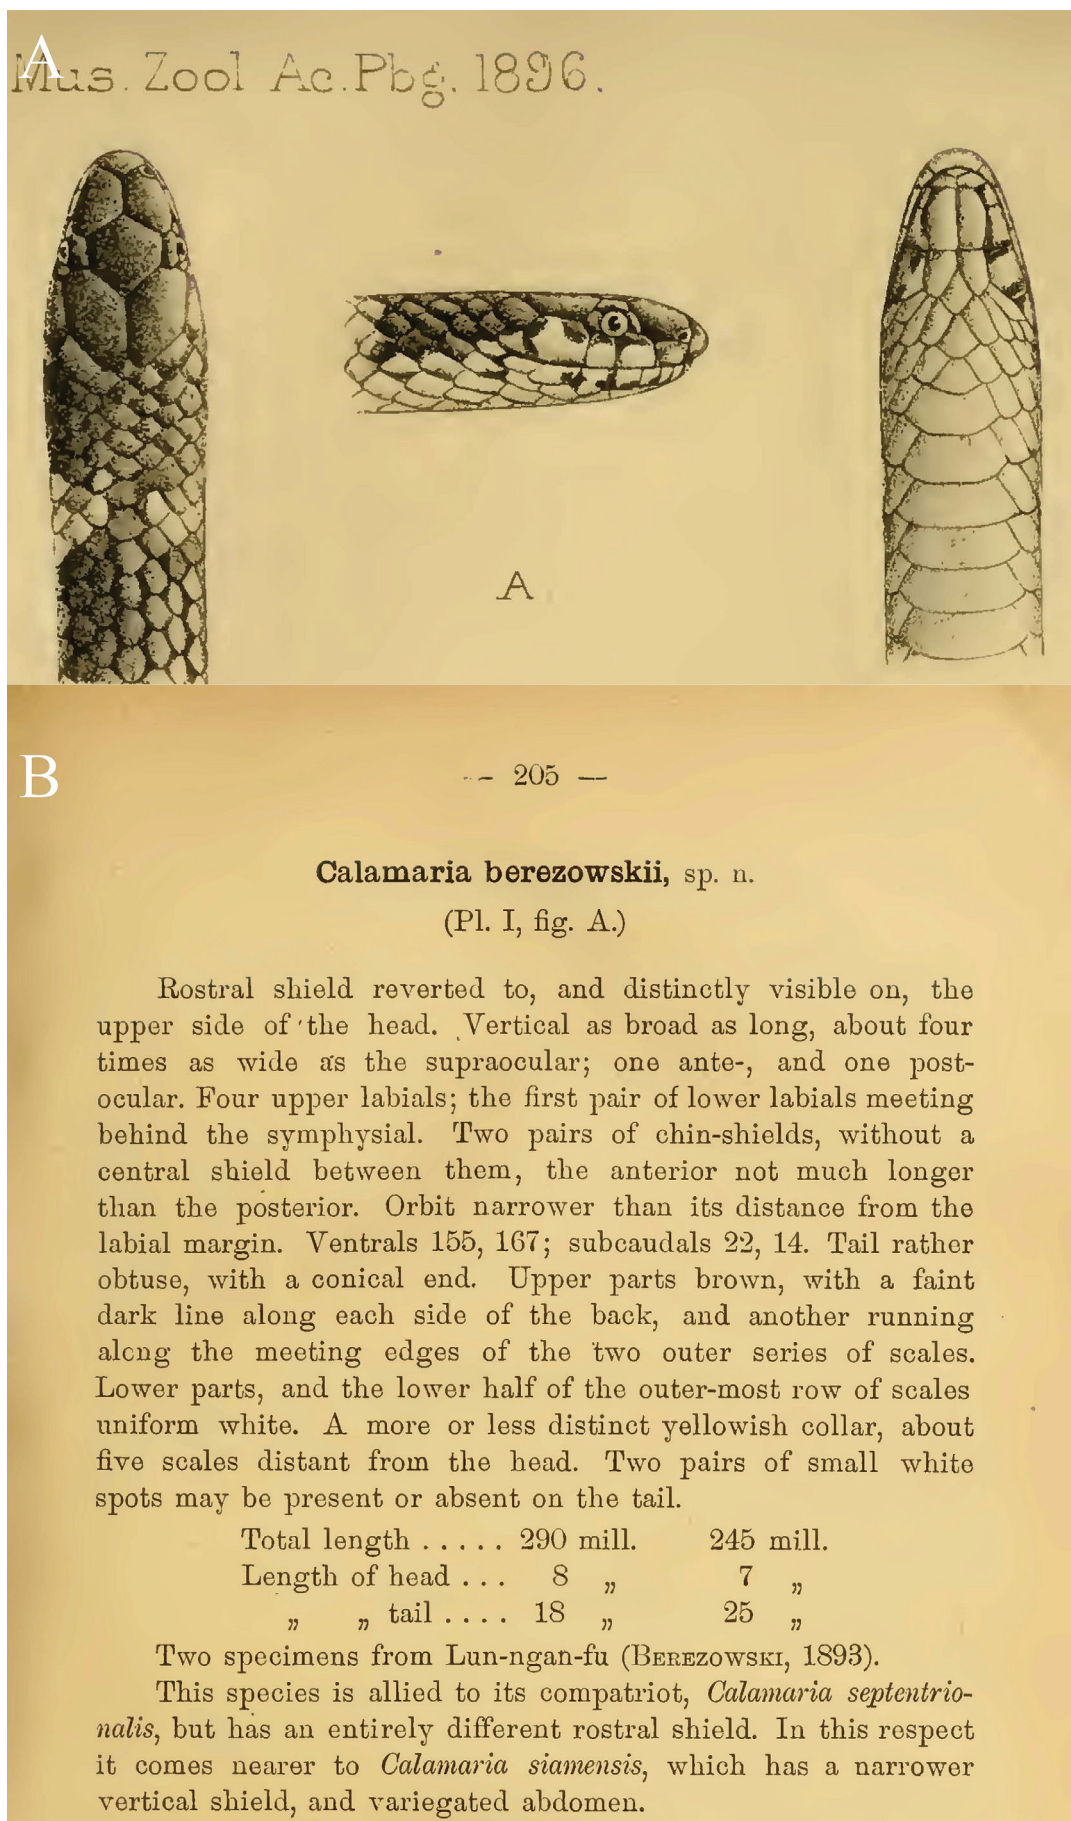 A
Mus. Zool Ac. Pbg. 1896.
A
B
-- 205 —
Calamaria berezowskii, sp. n.
(Pl. I, fig. A.)
Rostral shield reverted to, and distinctly visible on, the
upper side of the head. Vertical as broad as long, about four
times as wide as the supraocular; one ante-, and one post-
ocular. Four upper labials; the first pair of lower labials meeting
behind the symphysial. Two pairs of chin-shields, without a
central shield between them, the anterior not much longer
than the posterior. Orbit narrower than its distance from the
labial margin. Ventrals 155, 167; subcaudals 22, 14. Tail rather
obtuse, with a conical end. Upper parts brown, with a faint
dark line along each side of the back, and another running
along the meeting edges of the two outer series of scales.
Lower parts, and the lower half of the outer-most row of scales
uniform white. A more or less distinct yellowish collar, about
five scales distant from the head. Two pairs of small white
spots may be present or absent on the tail.
Total length ..... 290 mill. 245 mill.
Length of head ... 8 „ 7 „
„ „ tail .... 18 „ 25 „
Two specimens from Lun-ngan-fu (BEREZOWSKI, 1893).
This species is allied to its compatriot, Calamaria septentrio-
nalis, but has an entirely different rostral shield. In this respect
it comes nearer to Calamaria siamensis, which has a narrower
vertical shield, and variegated abdomen.